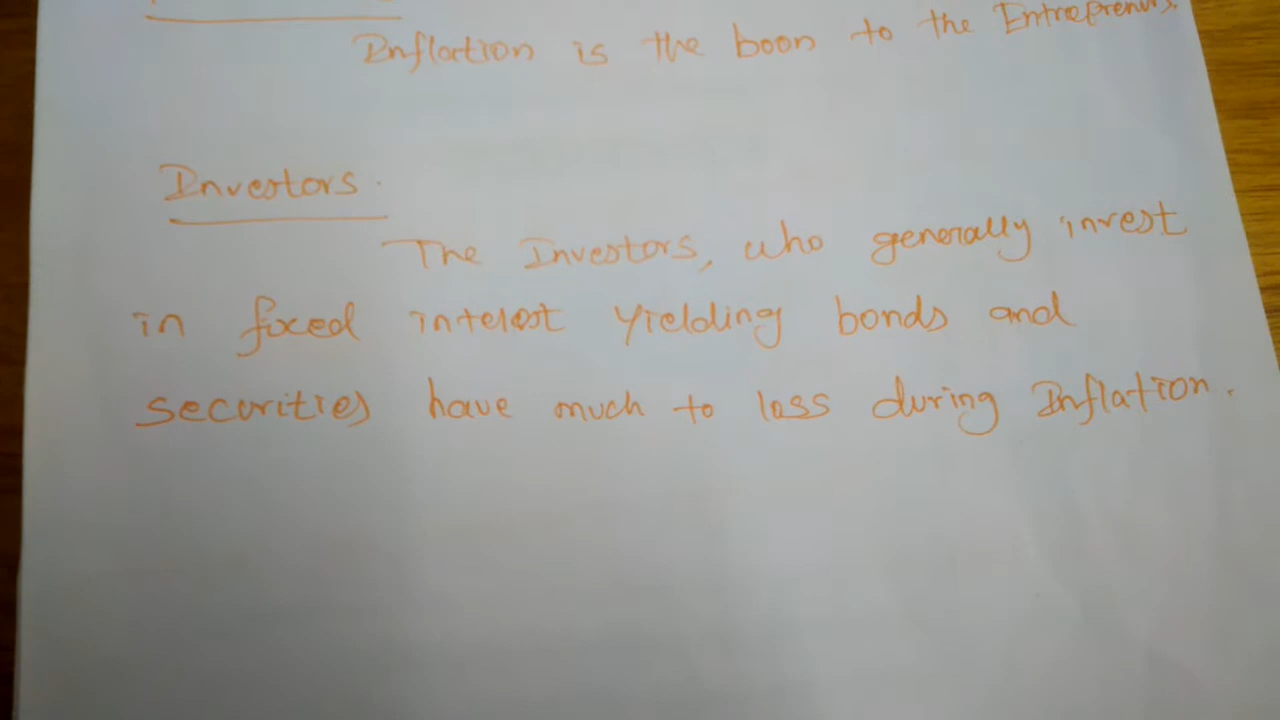 Inflation is the boon to the Entreprenurs.
Investors.
The Investors, who generally invest
in fixed interest yielding bonds and
securities have much to loss during Inflation.